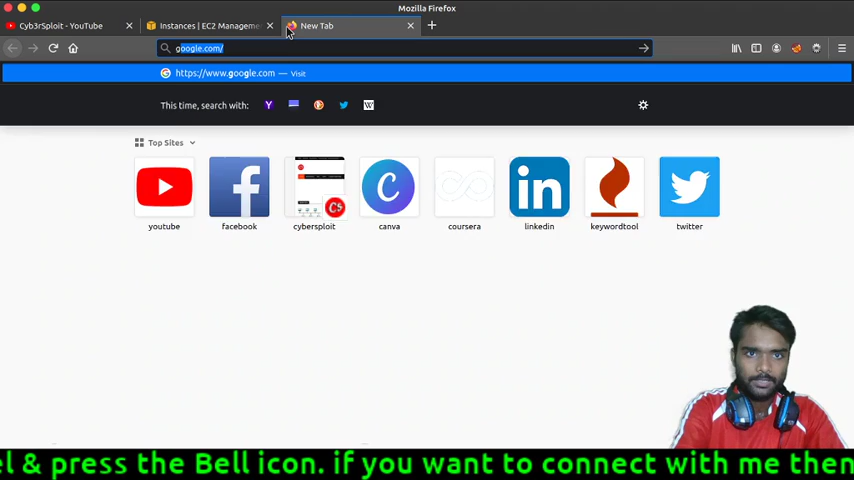 Mozilla Firefox
Cyb3rSploit - YouTube
Instances | EC2 Manageme
New Tab
google.com/
https://www.google.com — Visit
This time, search with:
Top Sites
youtube
facebook
cybersploit
canva
coursera
linkedin
keywordtool
twitter
el & press the Bell icon. if you want to connect with me then